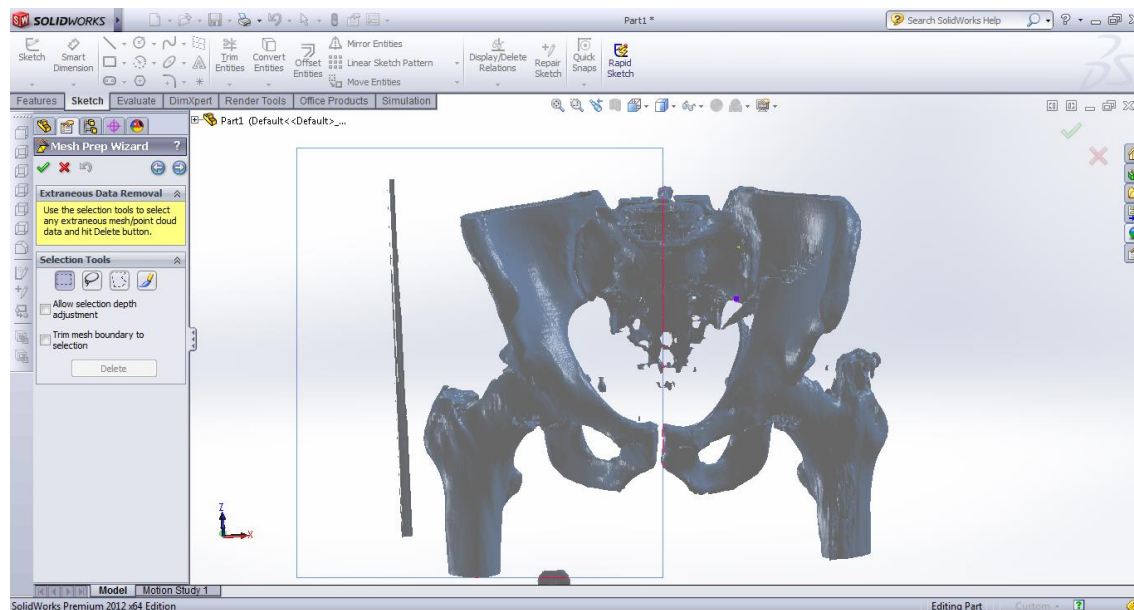 SOLIDWORKS
Part1 *
Search SolidWorks Help
Sketch
Smart Dimension
Trim Entities
Convert Entities
Offset Entities
Mirror Entities
Linear Sketch Pattern
Move Entities
Display/Delete Relations
Repair Sketch
Quick Snaps
Rapid Sketch
Features Sketch Evaluate DimXpert Render Tools Office Products Simulation
Part1 (Default<<Default>_...
Mesh Prep Wizard ?
Extraneous Data Removal
Use the selection tools to select
any extraneous mesh/point cloud
data and hit Delete button.
Selection Tools
Allow selection depth
adjustment
Trim mesh boundary to
selection
Delete
Z
X
Model Motion Study 1
SolidWorks Premium 2012 x64 Edition
Editing Part
Custom